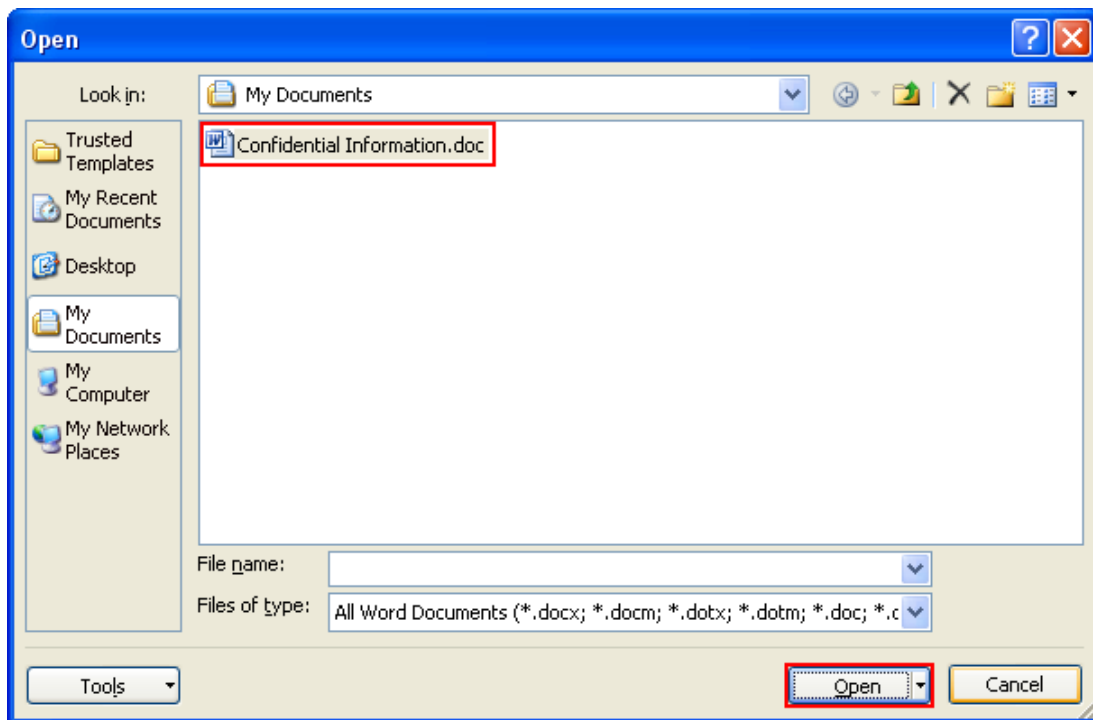 Open
Look in:
My Documents
Trusted
Templates
My Recent
Documents
Desktop
My
Documents
My
Computer
My Network
Places
Confidential Information.doc
File name:
Files of type:
All Word Documents (*.docx; *.docm; *.dotx; *.dotm; *.doc; *.c
Tools
Open
Cancel